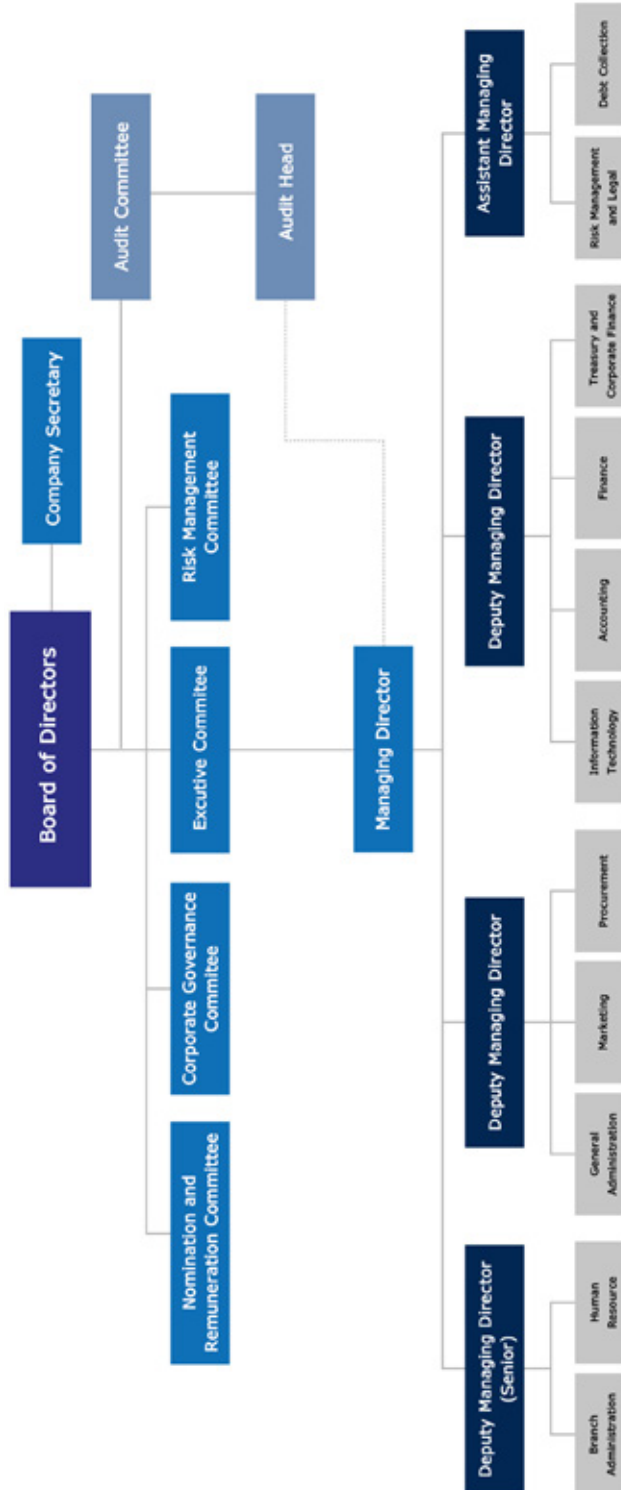 Board of Directors
Company Secretary
Audit Committee
Nomination and
Remuneration Committee
Corporate Governance
Commitee
Excutive Commitee
Risk Management
Committee
Audit Head
Managing Director
Deputy Managing Director
(Senior)
Deputy Managing Director
Deputy Managing Director
Assistant Managing
Director
Branch
Administration
Human
Resource
General
Administration
Marketing
Procurement
Information
Technology
Accounting
Finance
Treasury and
Corporate Finance
Risk Management
and Legal
Debt Collection